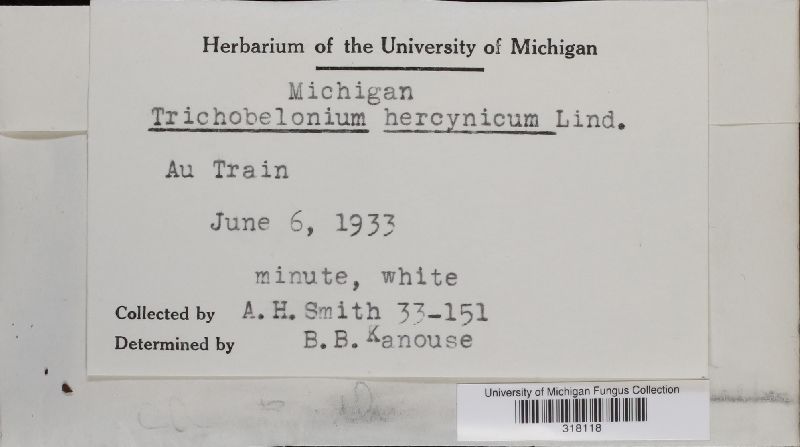 Herbarium of the University of Michigan
Michigan
Trichobelonium hercynicum Lind.
Au Train
June 6, 1933
minute, white
Collected by A. H. Smith 33-151
Determined by B. B. Kanouse
University of Michigan Fungus Collection
318118